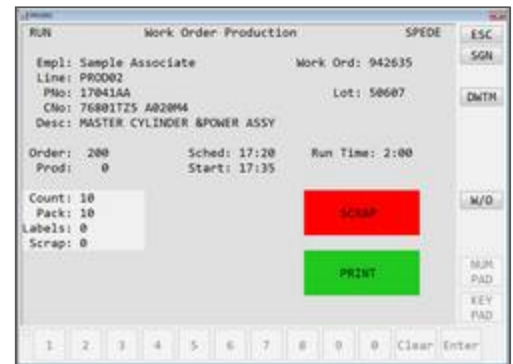 RUN Work Order Production SPEDE
Empl: Sample Associate Work Ord: 942635
Line: PROD02
PNo: 17041AA Lot: 50607
CNo: 76801TZ5 A020M4
Desc: MASTER CYLINDER &POWER ASSY
Order: 200 Sched: 17:20 Run Time: 2:00
Prod: 0 Start: 17:35
Count: 10
Pack: 10
Labels: 0
Scrap: 0
SCRAP
PRINT
ESC
SGN
DWTM
W/O
NUM
PAD
KEY
PAD
1 2 3 4 5 6 7 8 9 0 Clear Enter